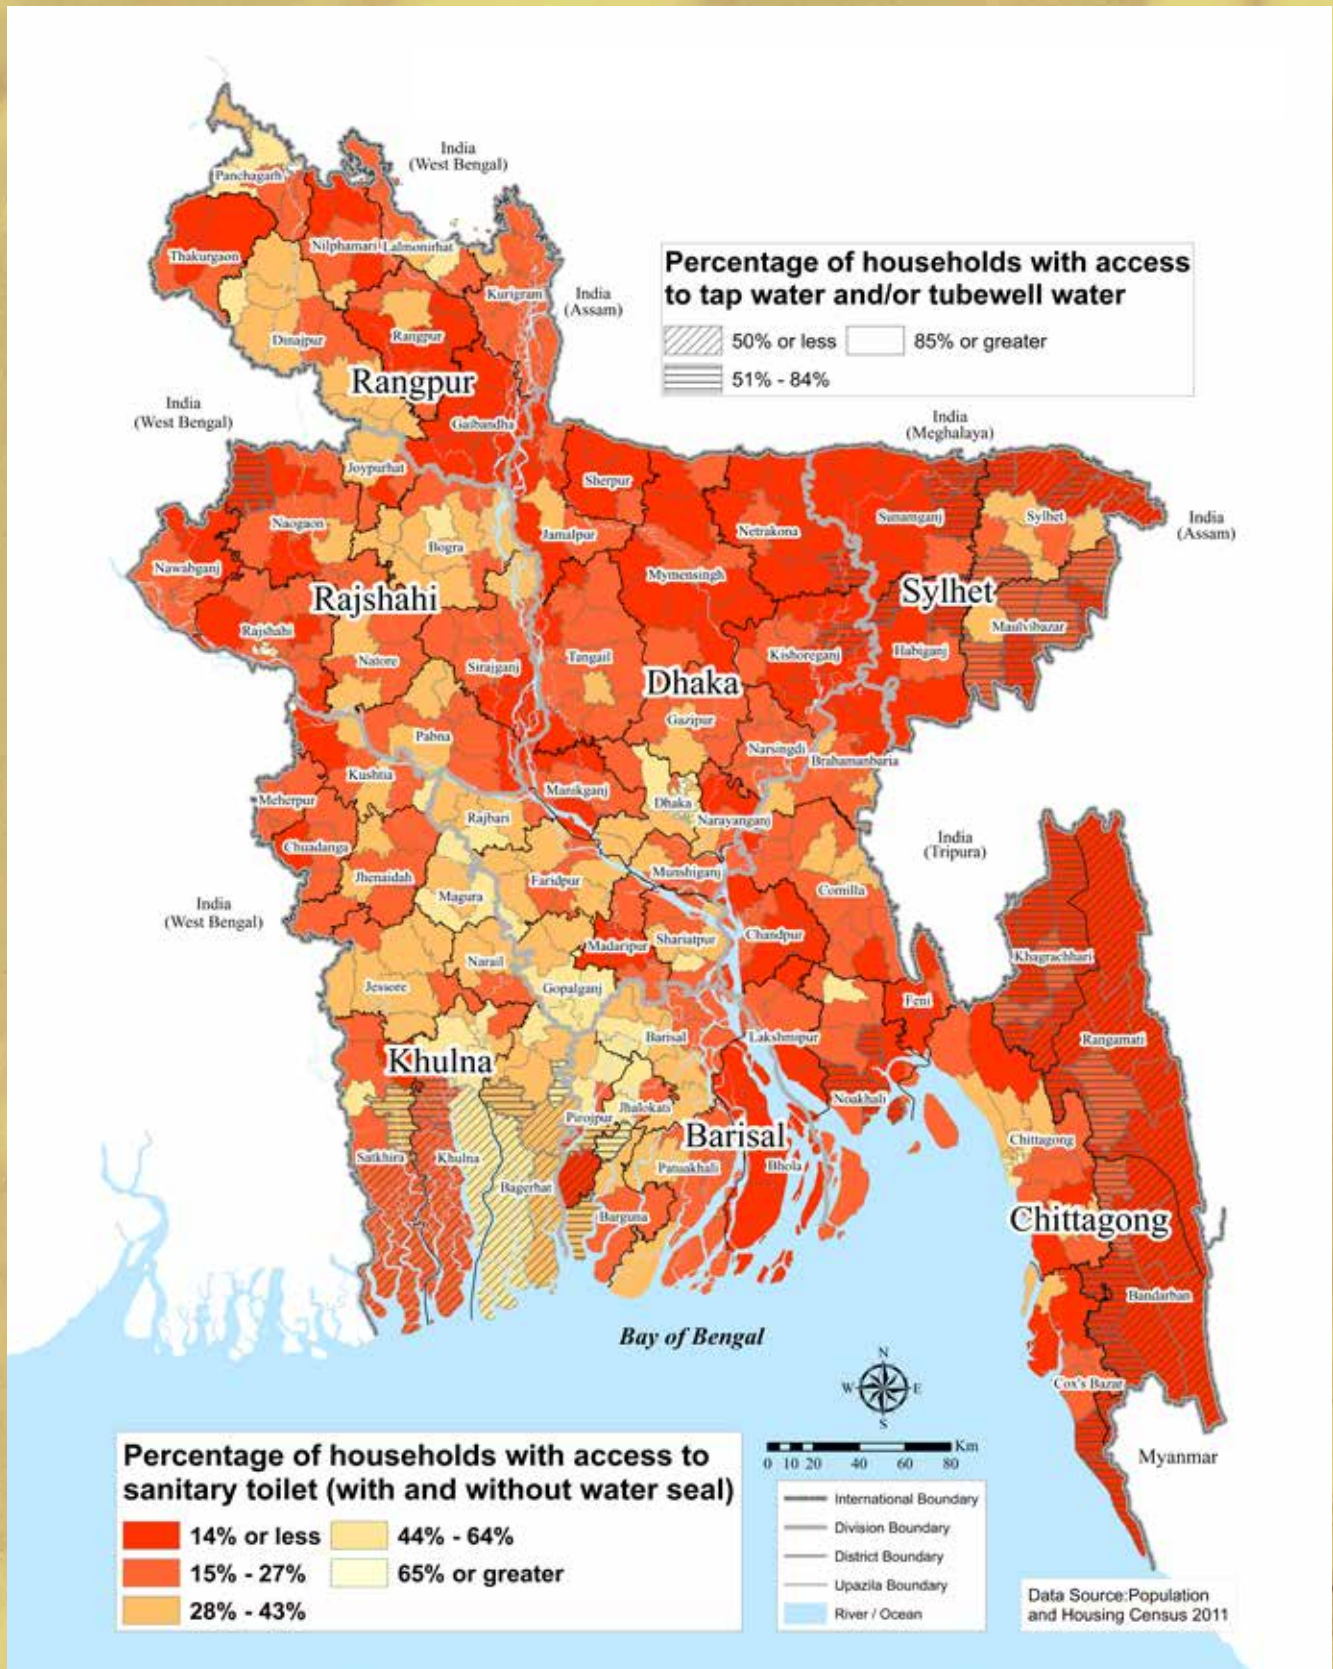 India
(West Bengal)
Panchagarh
Thakurgaon
Nilphamari
Lalmonirhat
Kurigram
India
(Assam)
Dinajpur
Rangpur
Rangpur
Gaibandha
Percentage of households with access
to tap water and/or tubewell water
50% or less
85% or greater
51% - 84%
India
(West Bengal)
India
(Meghalaya)
Joypurhat
Sherpur
Naogaon
Bogra
Jamalpur
Netrakona
Sunamganj
Sylhet
India
(Assam)
Nawabganj
Mymensingh
Rajshahi
Sylhet
Rajshahi
Maulvibazar
Natore
Sirajganj
Tangail
Kishoreganj
Habiganj
Dhaka
Gazipur
Pabna
Narsingdi
Brahamanbaria
Kushtia
Meherpur
Manikganj
Dhaka
Rajbari
Narayanganj
Chuadanga
India
(Tripura)
Jhenaidah
Faridpur
Munshiganj
Comilla
Magura
India
(West Bengal)
Madaripur
Shariatpur
Chandpur
Narail
Khagrachhari
Jessore
Gopalganj
Feni
Barisal
Lakshmipur
Rangamati
Khulna
Noakhali
Pirojpur
Jhalokati
Barisal
Chittagong
Satkhira
Khulna
Patuakhali
Bhola
Bagerhat
Barguna
Chittagong
Bandarban
Bay of Bengal
N
W
E
S
Cox's Bazar
Myanmar
Km
0 10 20 40 60 80
Percentage of households with access to
sanitary toilet (with and without water seal)
14% or less
44% - 64%
15% - 27%
65% or greater
28% - 43%
International Boundary
Division Boundary
District Boundary
Upazila Boundary
River / Ocean
Data Source:Population
and Housing Census 2011